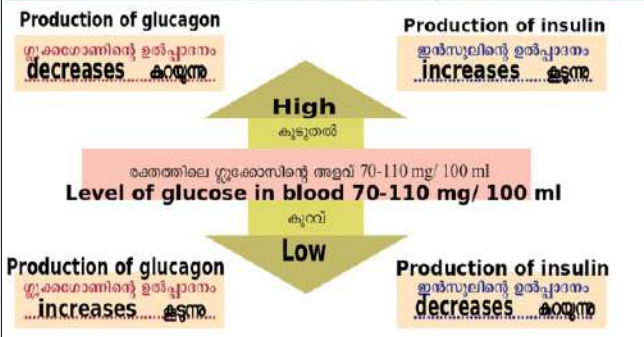 Production of glucagon
ഗ്ലൂക്കഗോണിന്റെ ഉൽപ്പാദനം
decreases കുറയുന്നു
Production of insulin
ഇൻസുലിന്റെ ഉൽപ്പാദനം
increases കൂടുന്നു
High
കൂടുതൽ
രക്തത്തിലെ ഗ്ലൂക്കോസിന്റെ അളവ് 70-110 mg/ 100 ml
Level of glucose in blood 70-110 mg/ 100 ml
കുറവ്
Low
Production of glucagon
ഗ്ലൂക്കഗോണിന്റെ ഉൽപ്പാദനം
increases കൂടുന്നു
Production of insulin
ഇൻസുലിന്റെ ഉൽപ്പാദനം
decreases കുറയുന്നു